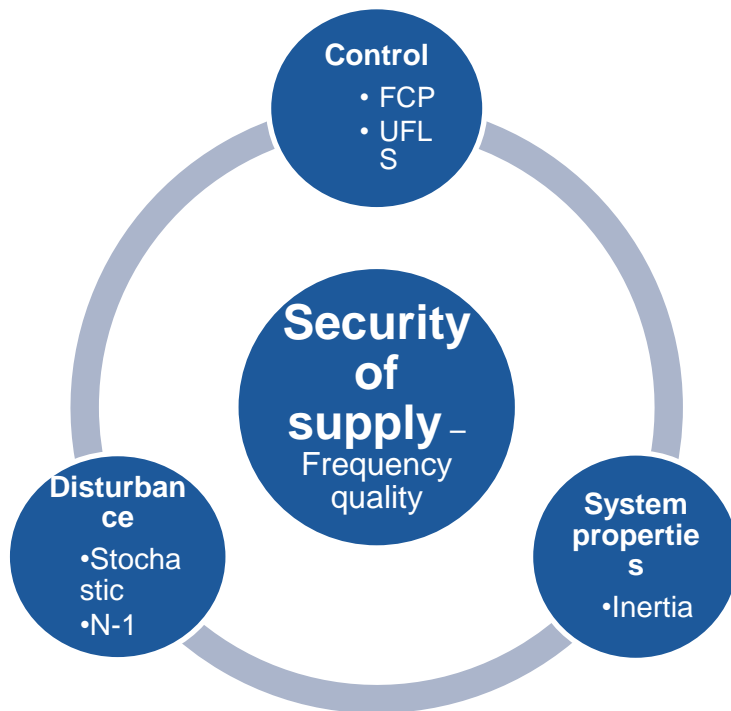 Control
• FCP
• UFL
S
Security
of
supply –
Frequency
quality
Disturban
ce
•Stocha
stic
•N-1
System
propertie
s
•Inertia